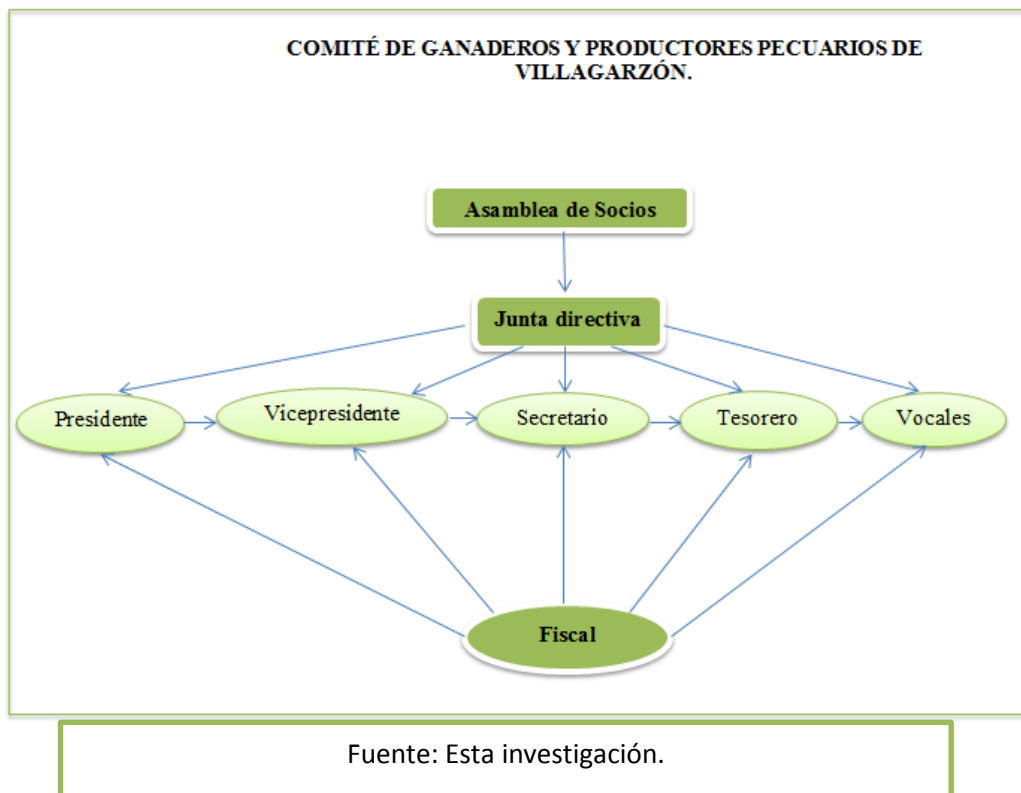 COMITÉ DE GANADEROS Y PRODUCTORES PECUARIOS DE
VILLAGARZÓN.
Asamblea de Socios
Junta directiva
Presidente
Vicepresidente
Secretario
Tesorero
Vocales
Fiscal
Fuente: Esta investigación.